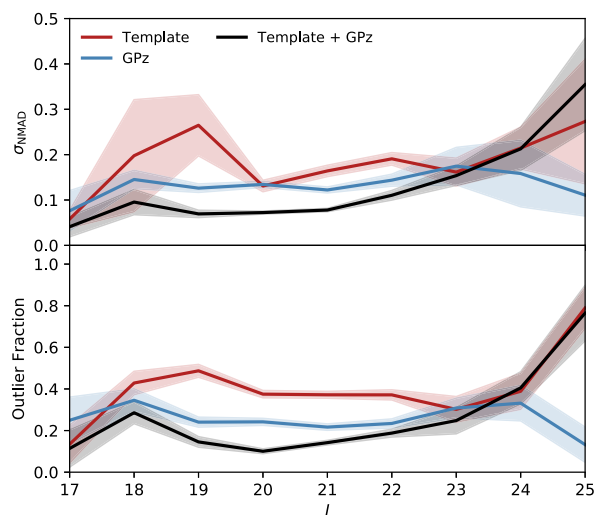 0.5
0.4
0.3
0.2
0.1
0.0
σNMAD
Template
GPz
Template + GPz
1.0
0.8
0.6
0.4
0.2
0.0
Outlier Fraction
17 18 19 20 21 22 23 24 25
I